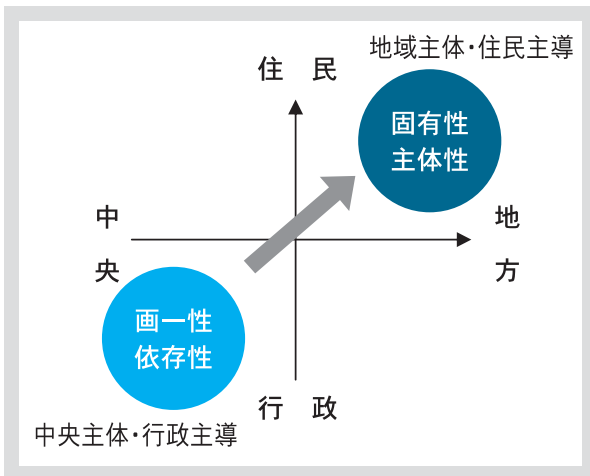 地域主体・住民主導
住民
固有性
主体性
中央
地方
画一性
依存性
行政
中央主体・行政主導